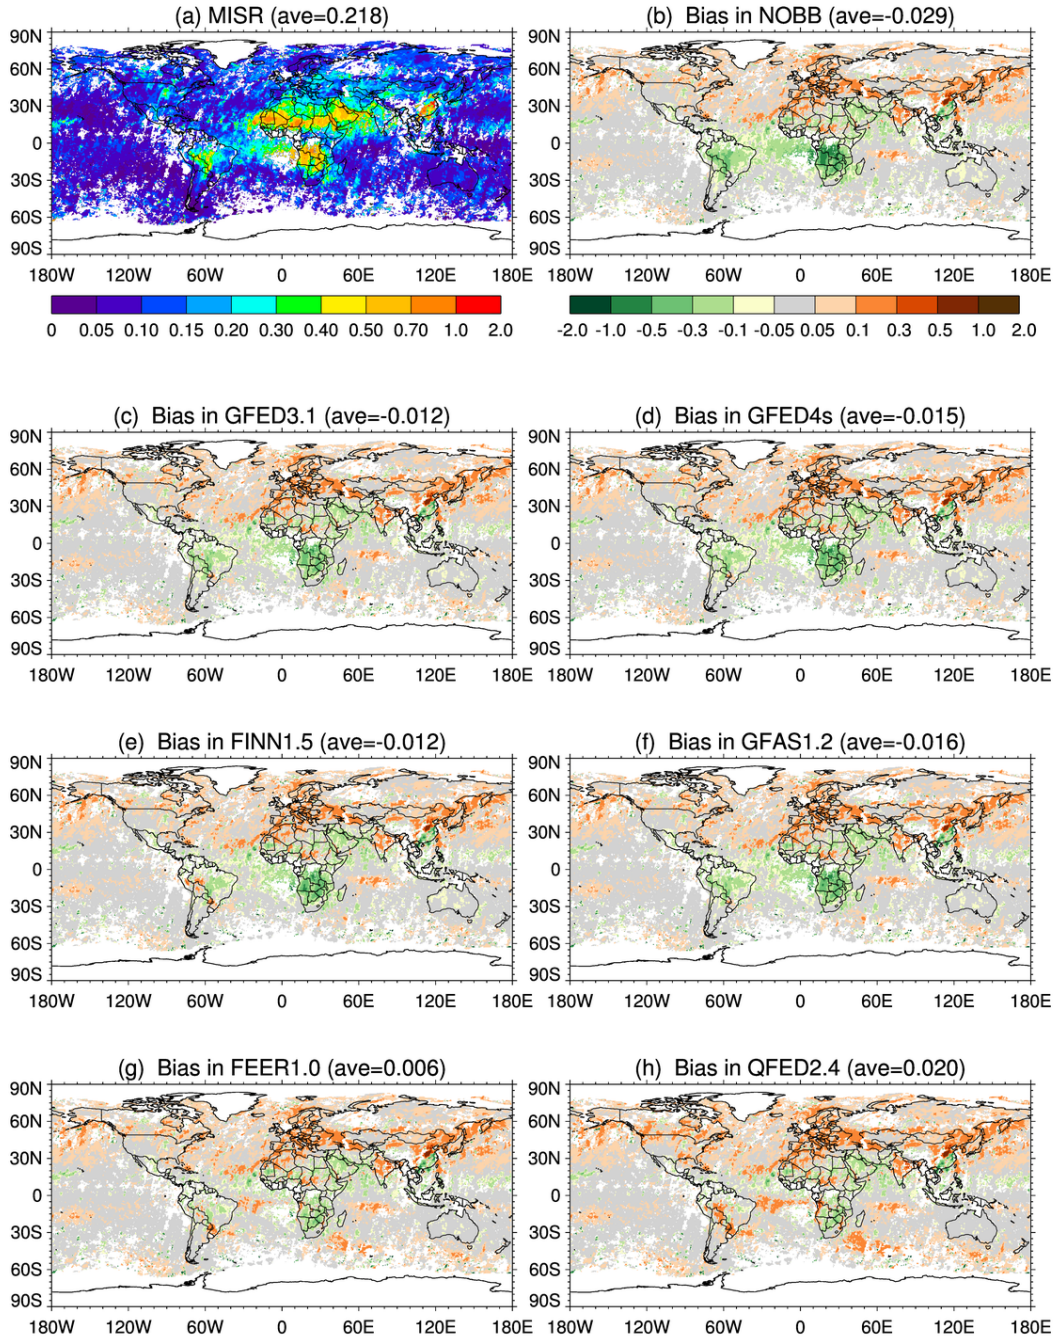 (a) MISR (ave=0.218)
90N
60N
30N
0
30S
60S
90S
180W 120W 60W 0 60E 120E 180E
0 0.05 0.10 0.15 0.20 0.30 0.40 0.50 0.70 1.0 2.0
(b) Bias in NOBB (ave=-0.029)
90N
60N
30N
0
30S
60S
90S
180W 120W 60W 0 60E 120E 180E
-2.0 -1.0 -0.5 -0.3 -0.1 -0.05 0.05 0.1 0.3 0.5 1.0 2.0
(c) Bias in GFED3.1 (ave=-0.012)
90N
60N
30N
0
30S
60S
90S
180W 120W 60W 0 60E 120E 180E
(d) Bias in GFED4s (ave=-0.015)
90N
60N
30N
0
30S
60S
90S
180W 120W 60W 0 60E 120E 180E
(e) Bias in FINN1.5 (ave=-0.012)
90N
60N
30N
0
30S
60S
90S
180W 120W 60W 0 60E 120E 180E
(f) Bias in GFAS1.2 (ave=-0.016)
90N
60N
30N
0
30S
60S
90S
180W 120W 60W 0 60E 120E 180E
(g) Bias in FEER1.0 (ave=0.006)
90N
60N
30N
0
30S
60S
90S
180W 120W 60W 0 60E 120E 180E
(h) Bias in QFED2.4 (ave=0.020)
90N
60N
30N
0
30S
60S
90S
180W 120W 60W 0 60E 120E 180E